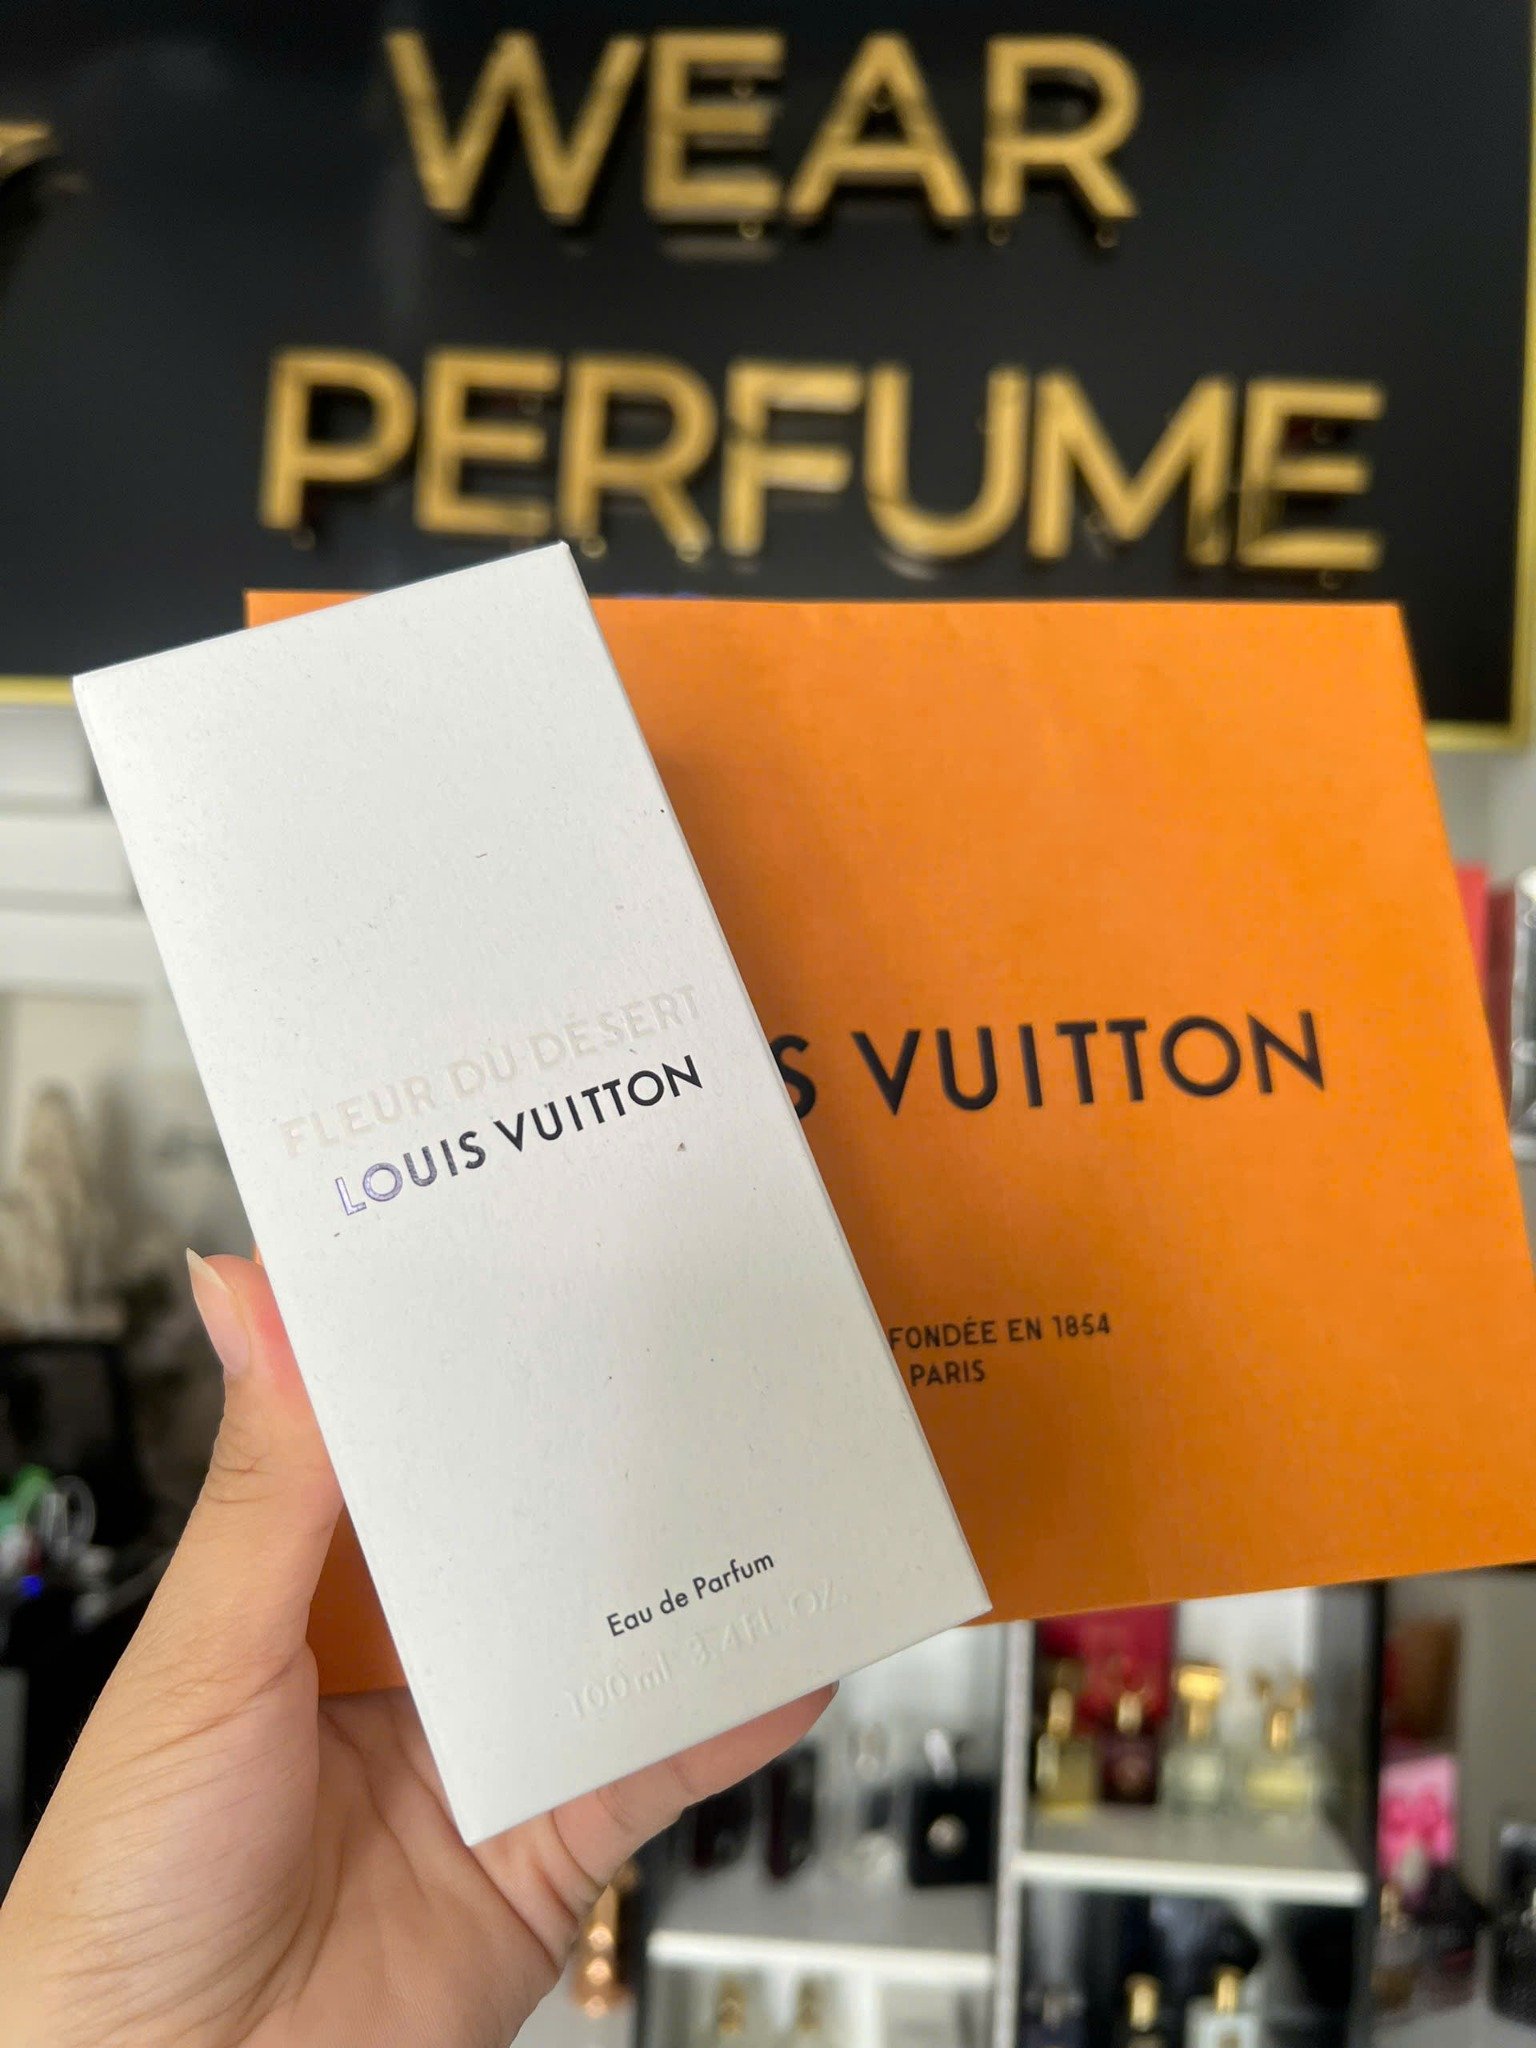 WEAR
PERFUME
FLEUR DU DÉSERT
LOUIS VUITTON
Eau de Parfum
100 ml 3.4 FL. OZ.
S VUITTON
FONDÉE EN 1854
PARIS